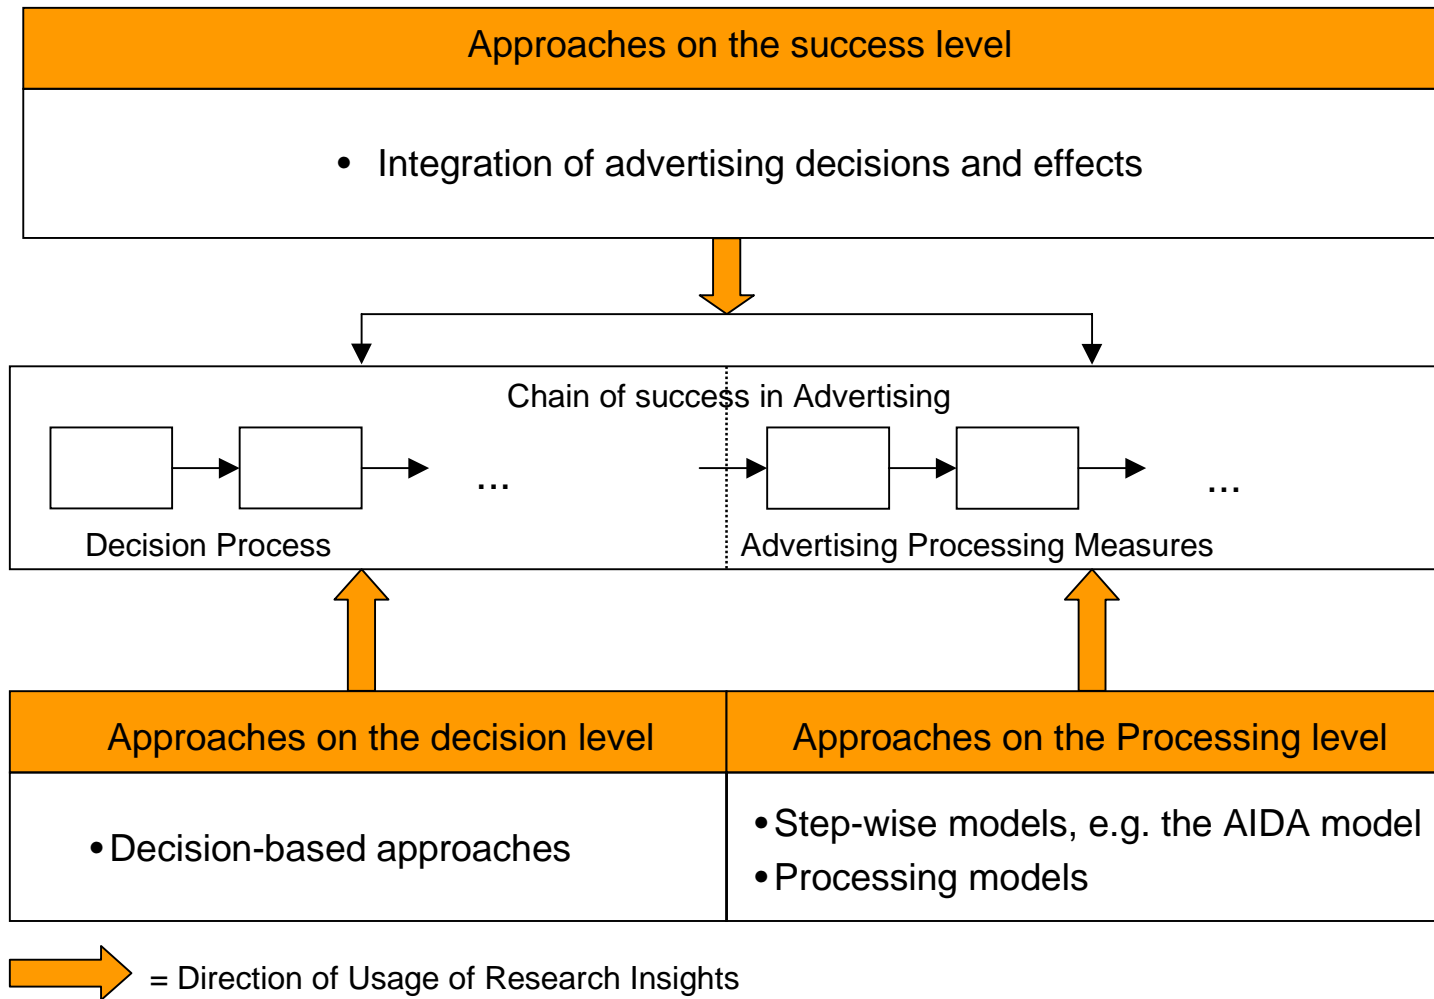 Approaches on the success level
• Integration of advertising decisions and effects
Chain of success in Advertising
...
...
Decision Process
Advertising Processing Measures
Approaches on the decision level
Approaches on the Processing level
• Decision-based approaches
• Step-wise models, e.g. the AIDA model
• Processing models
= Direction of Usage of Research Insights